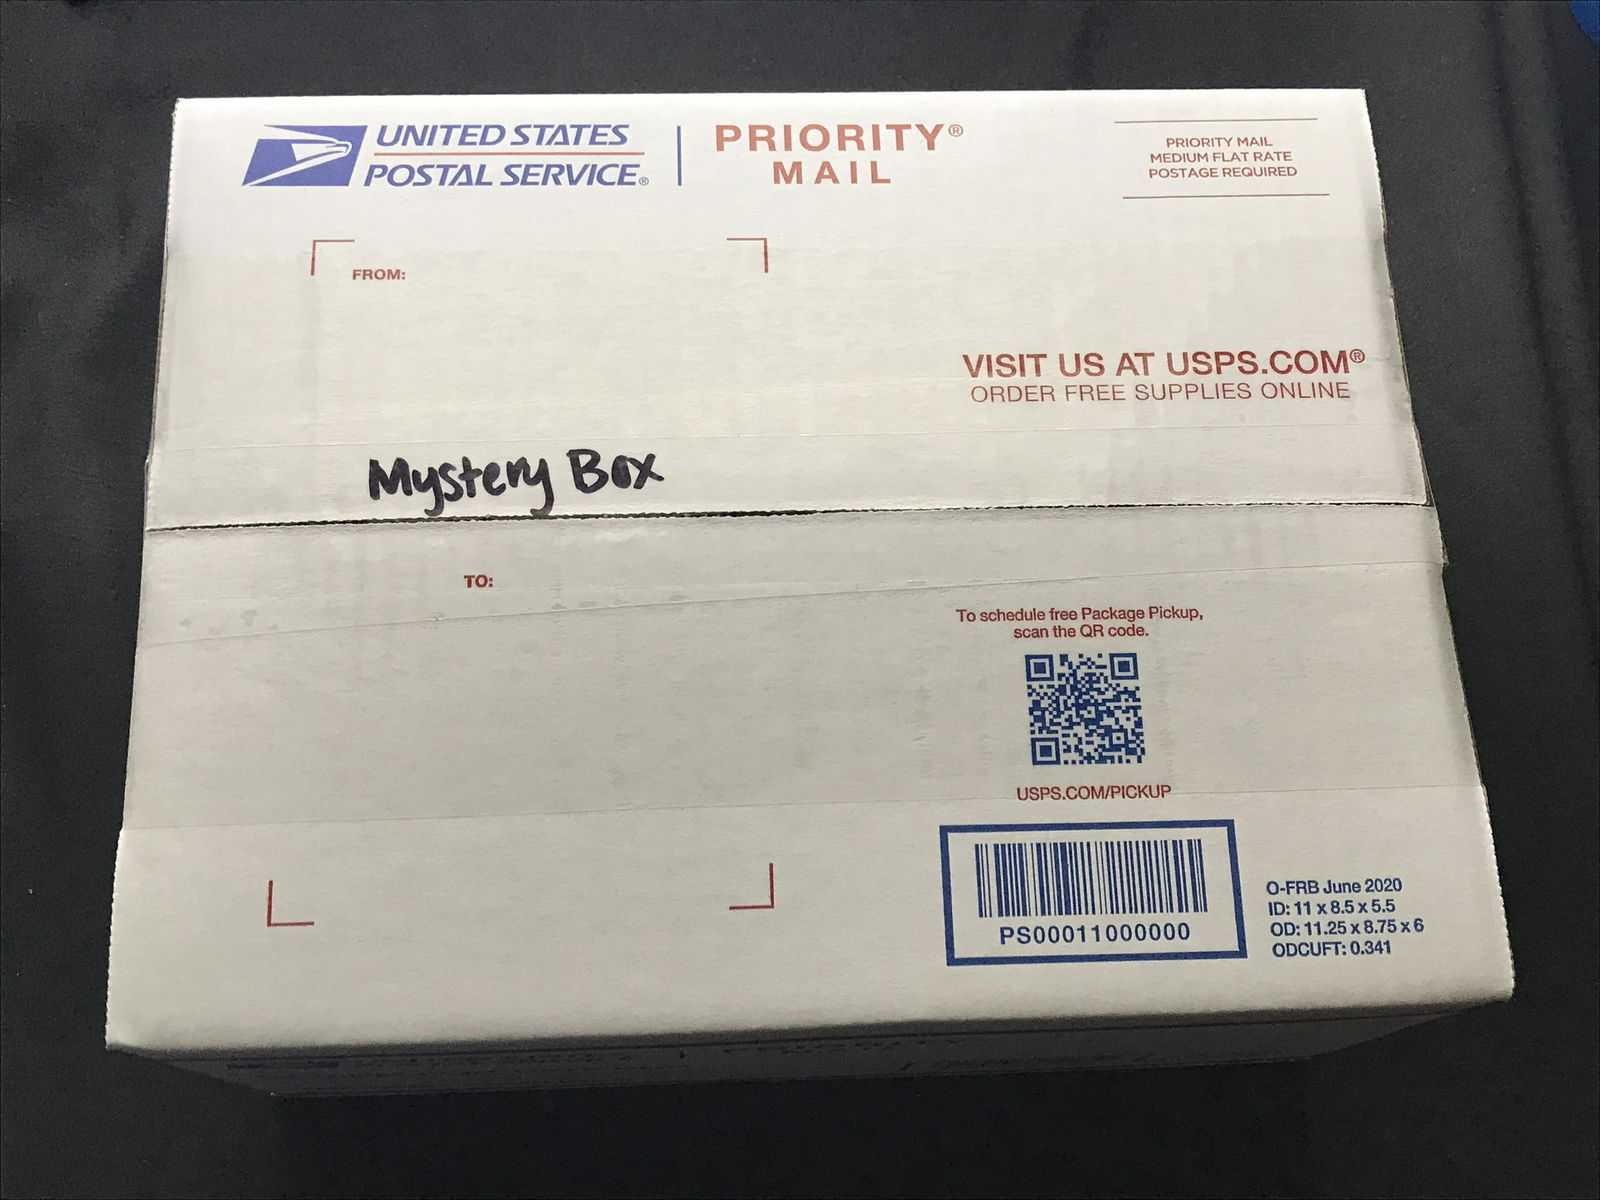 UNITED STATES
POSTAL SERVICE®
PRIORITY®
MAIL
PRIORITY MAIL
MEDIUM FLAT RATE
POSTAGE REQUIRED
FROM:
VISIT US AT USPS.COM®
ORDER FREE SUPPLIES ONLINE
Mystery Box
TO:
To schedule free Package Pickup,
scan the QR code.
USPS.COM/PICKUP
PS00011000000
O-FRB June 2020
ID: 11 x 8.5 x 5.5
OD: 11.25 x 8.75 x 6
ODCUFT: 0.341